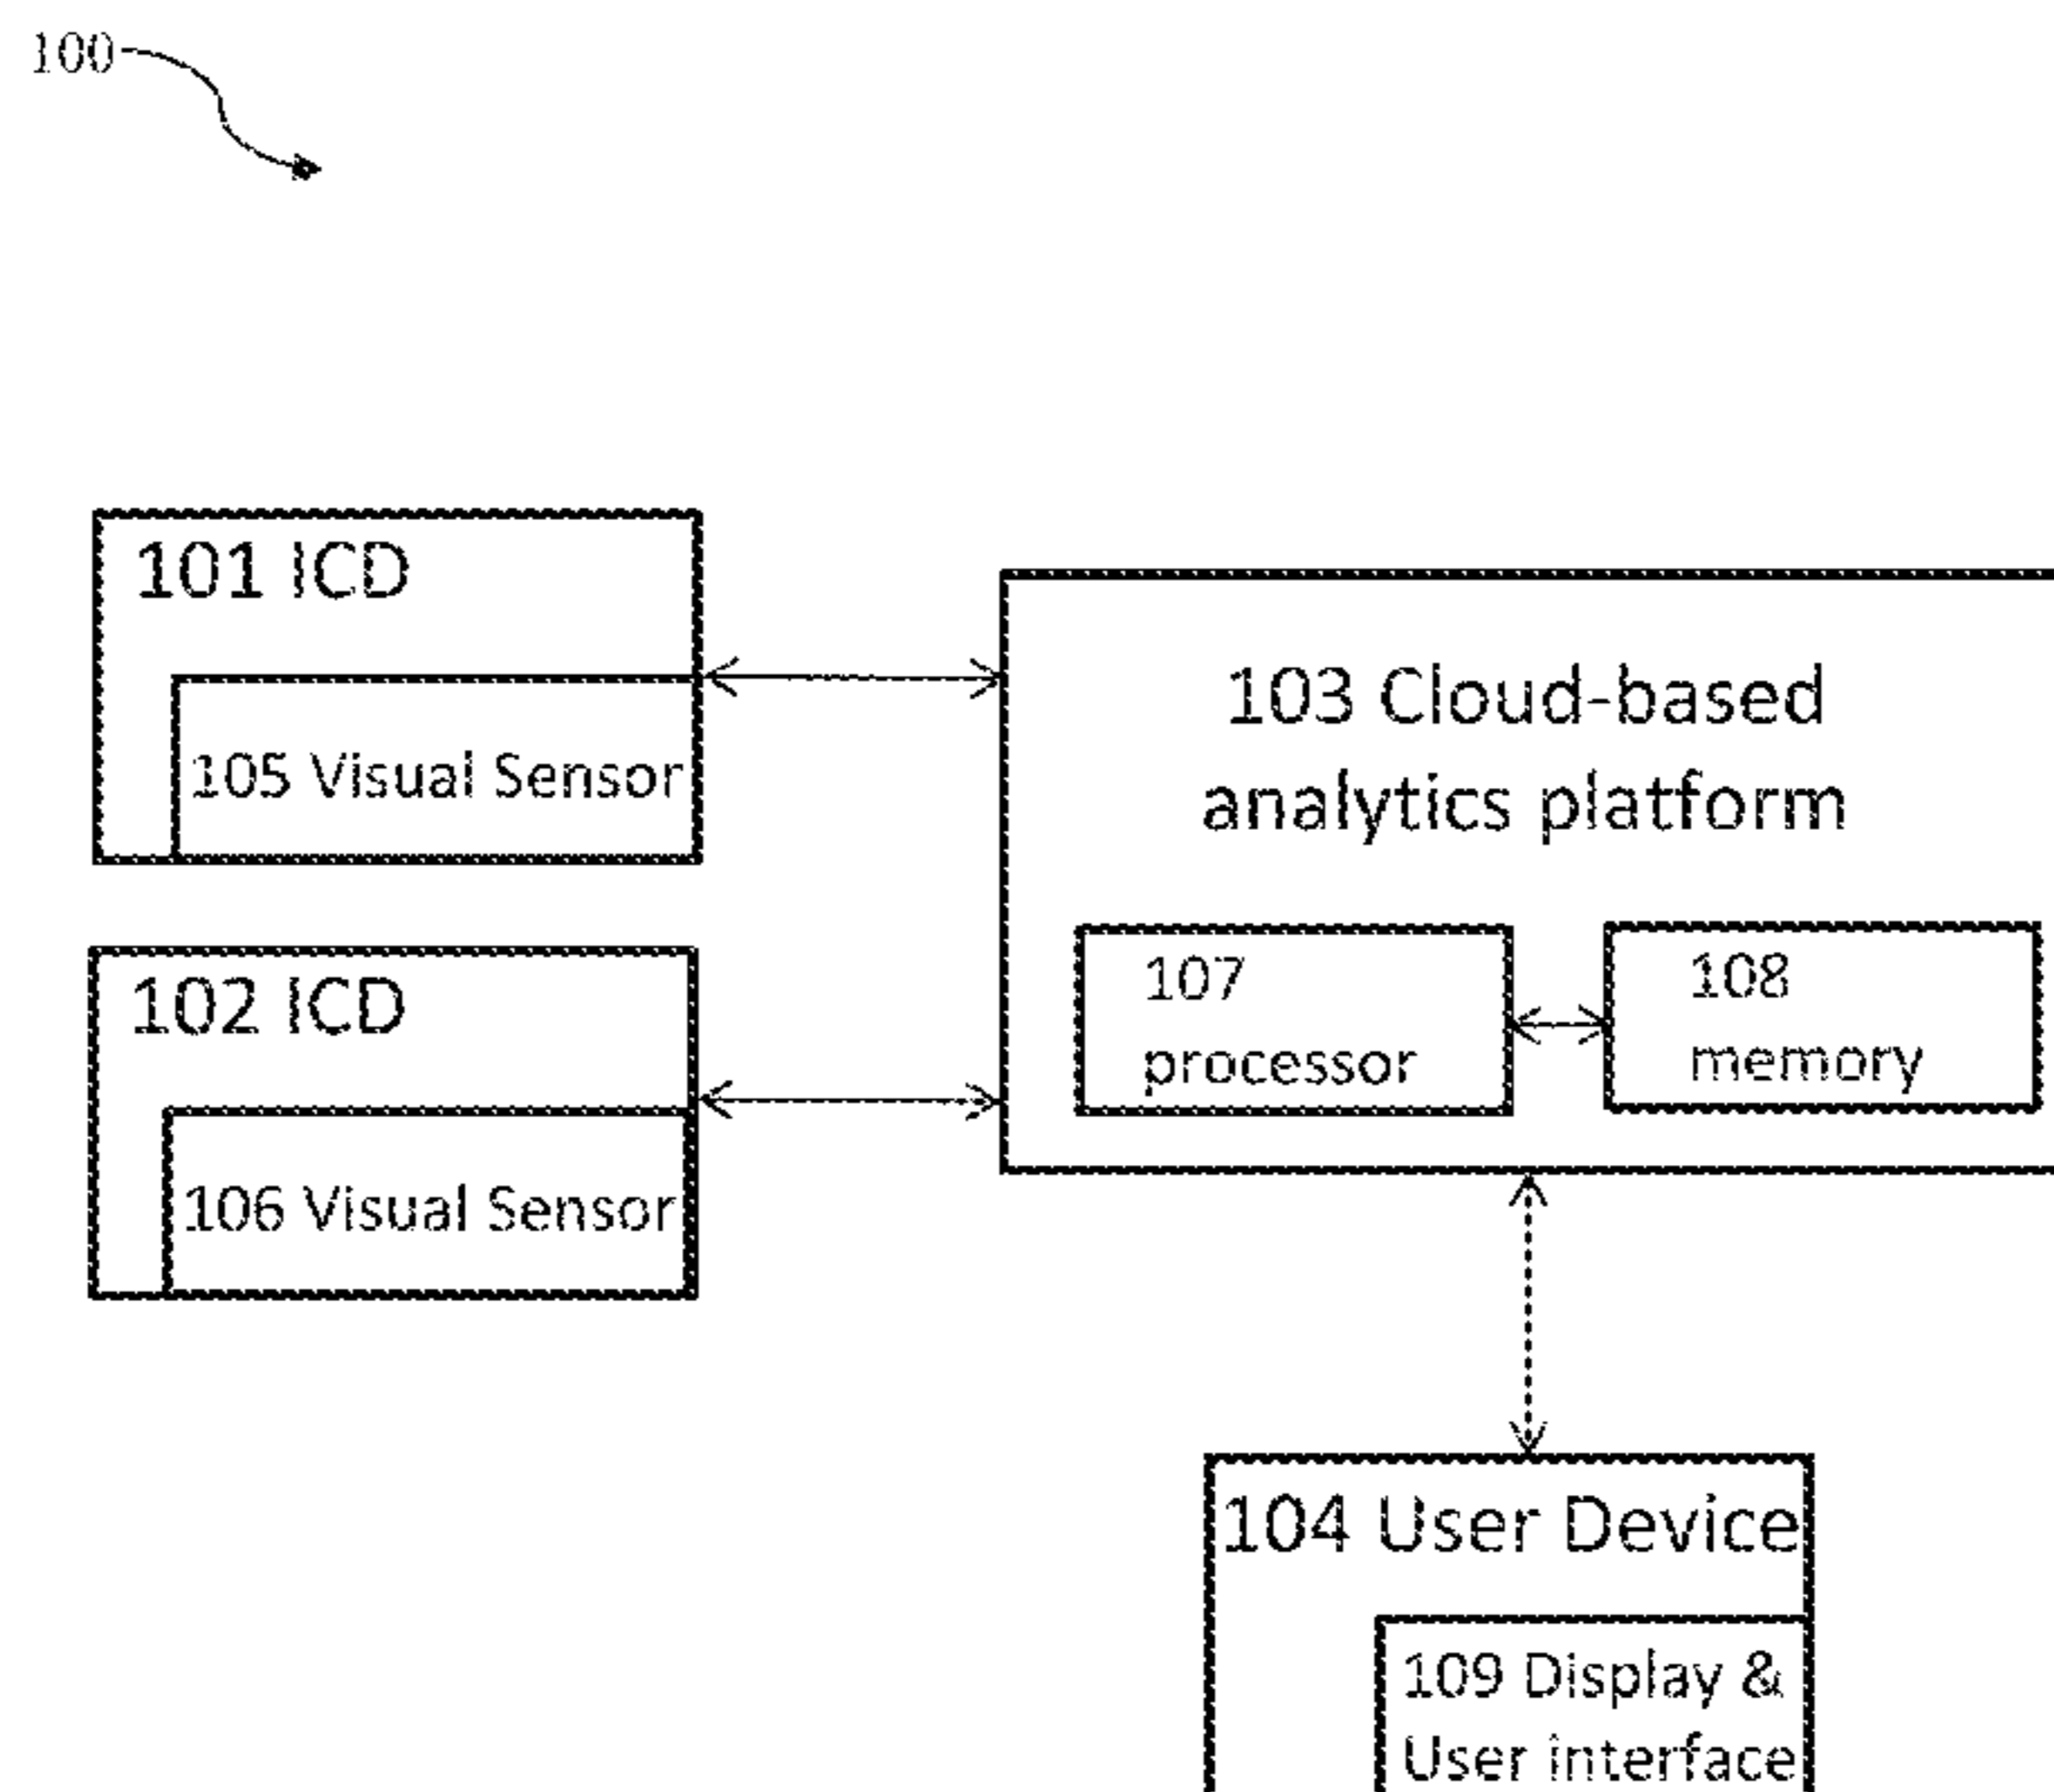 100
101 ICD
105 Visual Sensor
102 ICD
106 Visual Sensor
103 Cloud-based
analytics platform
107
processor
108
memory
104 User Device
109 Display &
User interface